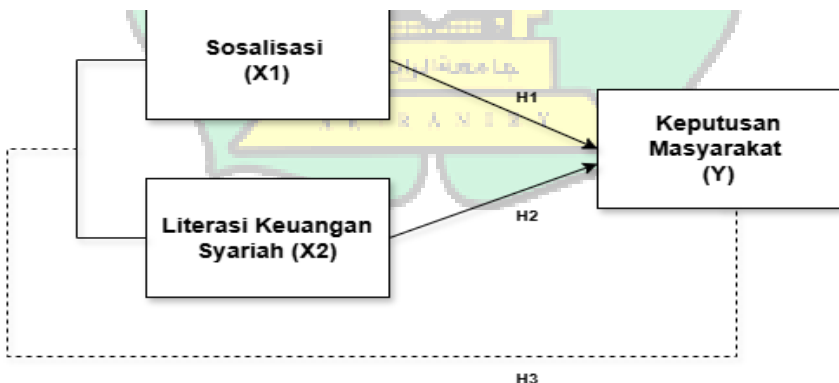 Sosalisasi
(X1)
H1
Keputusan
Masyarakat
(Y)
Literasi Keuangan
Syariah (X2)
H2
H3